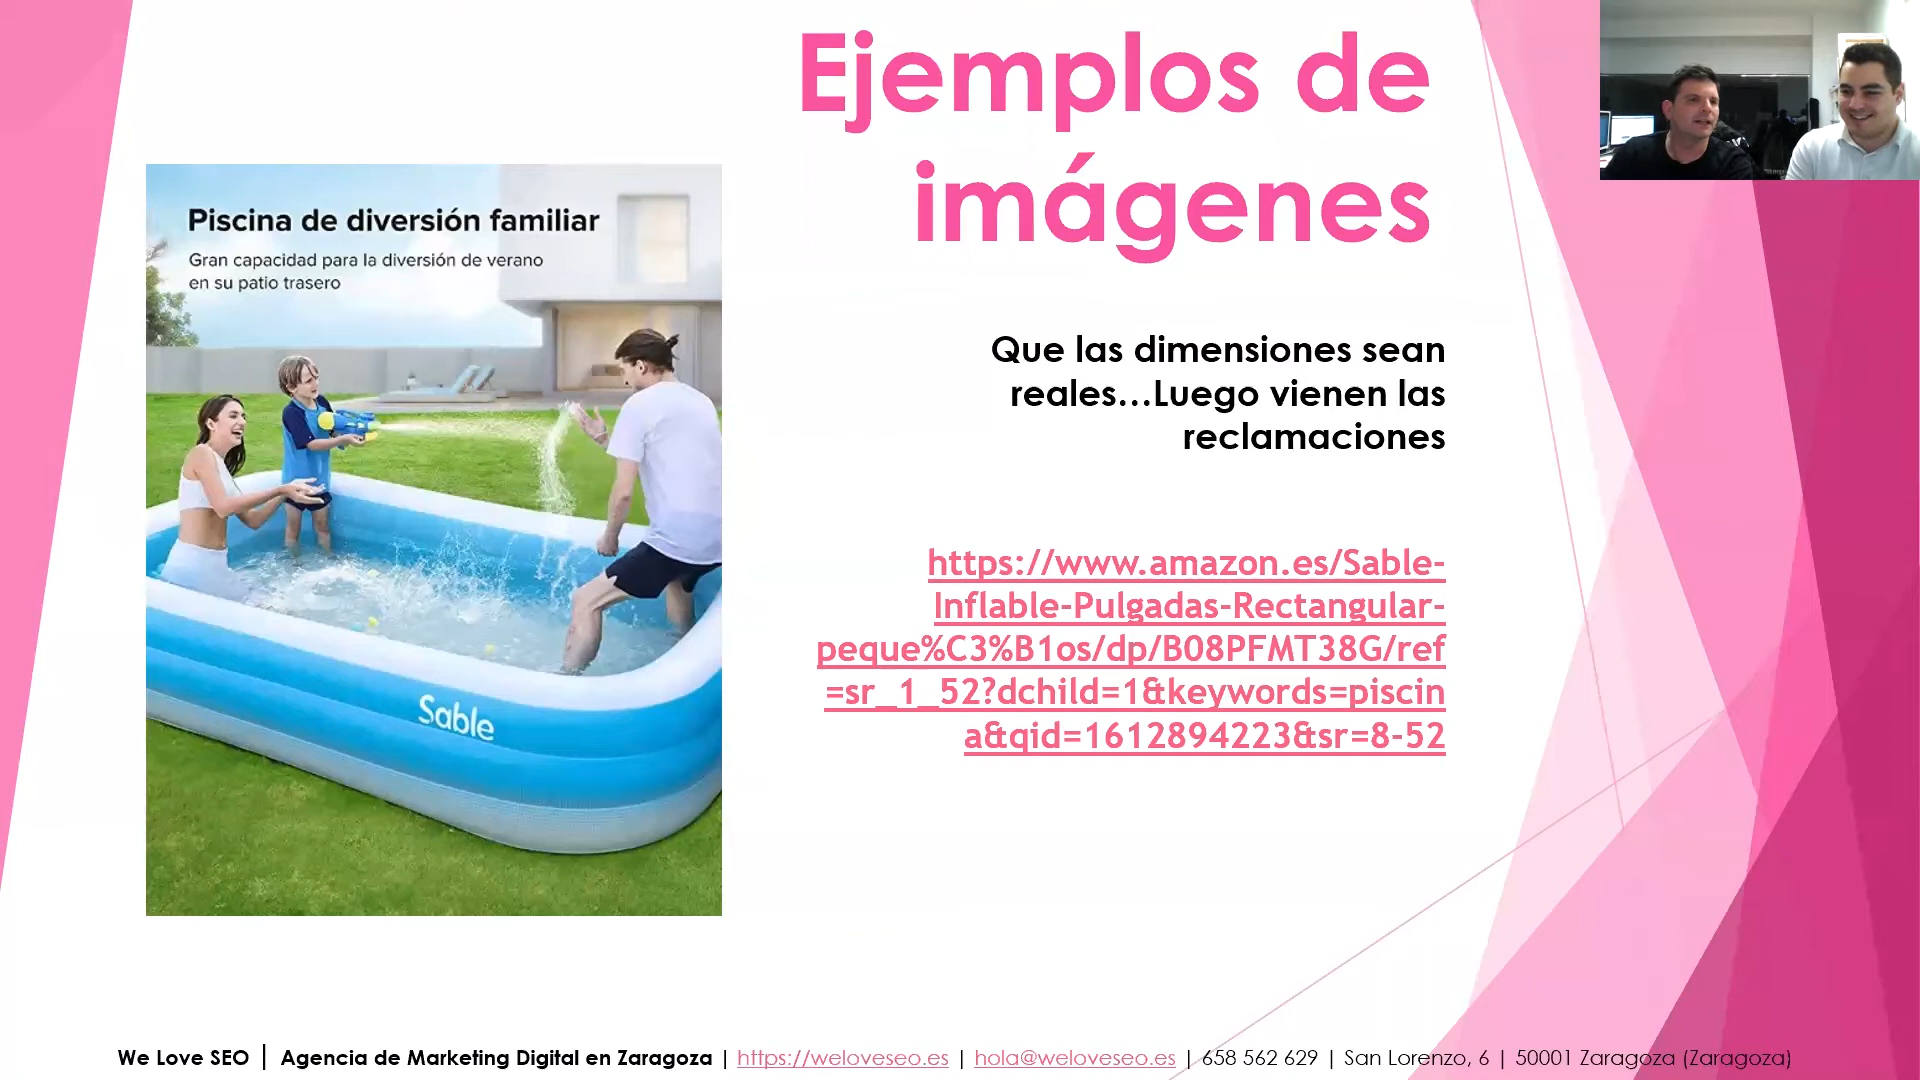 Ejemplos de
imágenes
Piscina de diversión familiar
Gran capacidad para la diversión de verano
en su patio trasero
Sable
Que las dimensiones sean
reales...Luego vienen las
reclamaciones
https://www.amazon.es/Sable-
Inflable-Pulgadas-Rectangular-
peque%C3%B1os/dp/B08PFMT38G/ref
=sr_1_52?dchild=1&keywords=piscin
a&qid=1612894223&sr=8-52
We Love SEO | Agencia de Marketing Digital en Zaragoza | https://weloveseo.es | hola@weloveseo.es | 658 562 629 | San Lorenzo, 6 | 50001 Zaragoza (Zaragoza)